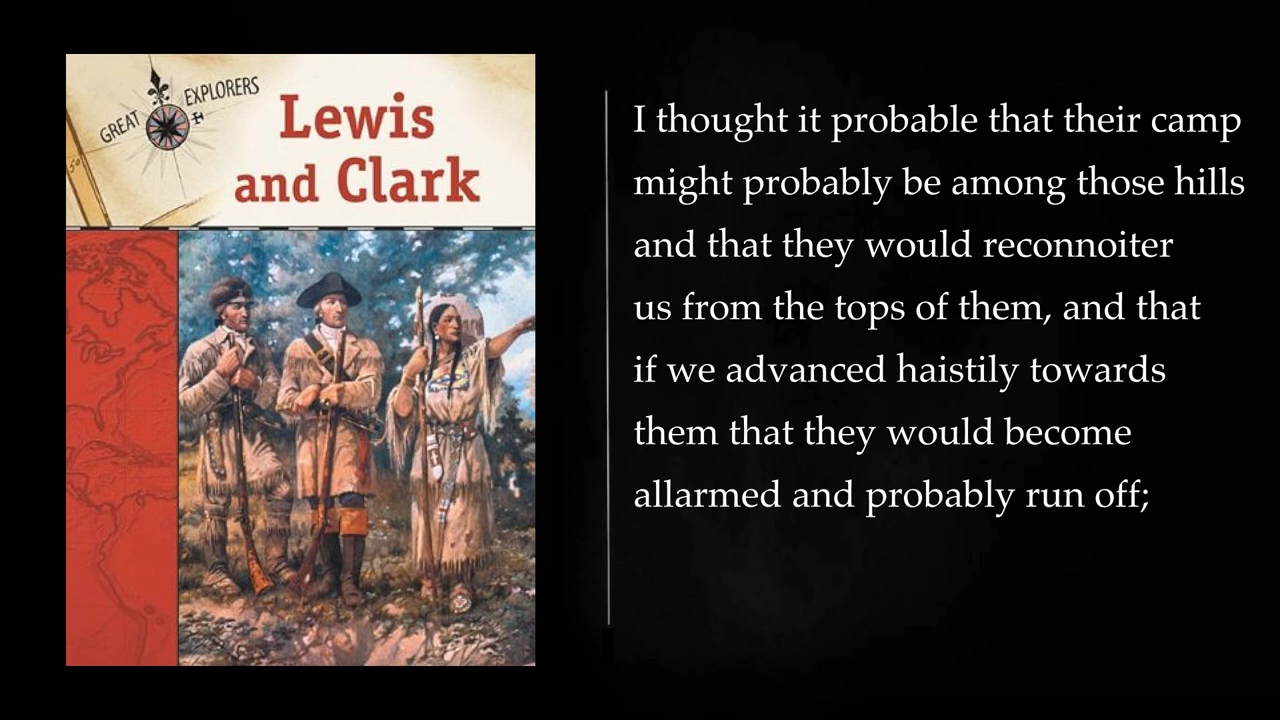 GREAT EXPLORERS
Lewis
and Clark
I thought it probable that their camp
might probably be among those hills
and that they would reconnoiter
us from the tops of them, and that
if we advanced haistily towards
them that they would become
allarmed and probably run off;